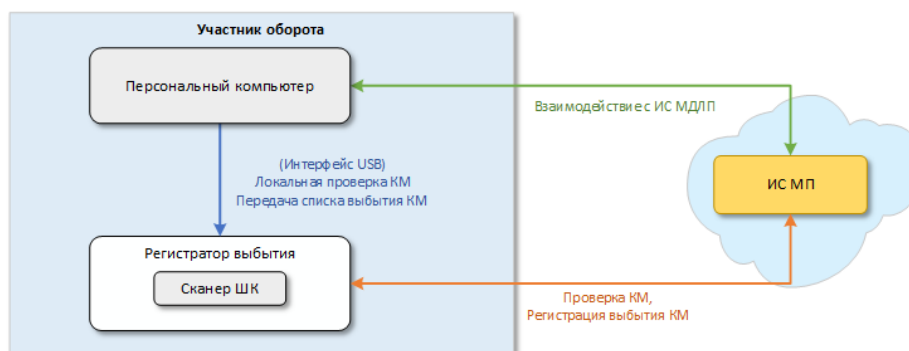 Участник оборота
Персональный компьютер
Взаимодействие с ИС МДЛП
(Интерфейс USB)
Локальная проверка КМ
Передача списка выбытия КМ
ИС МП
Регистратор выбытия
Сканер ШК
Проверка КМ,
Регистрация выбытия КМ